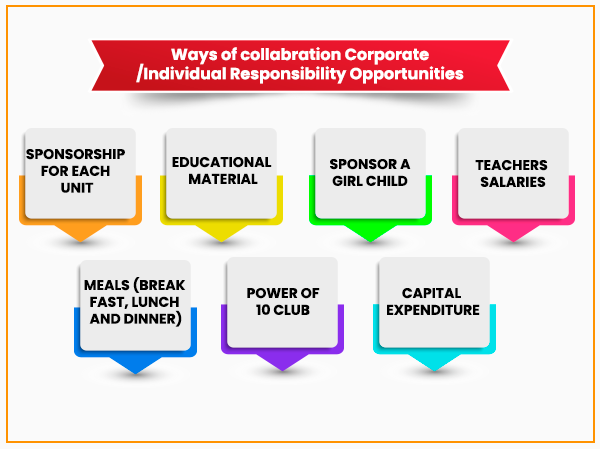 Ways of collabration Corporate
/Individual Responsibility Opportunities
SPONSORSHIP
FOR EACH
UNIT
EDUCATIONAL
MATERIAL
SPONSOR A
GIRL CHILD
TEACHERS
SALARIES
MEALS (BREAK
FAST, LUNCH
AND DINNER)
POWER OF
10 CLUB
CAPITAL
EXPENDITURE